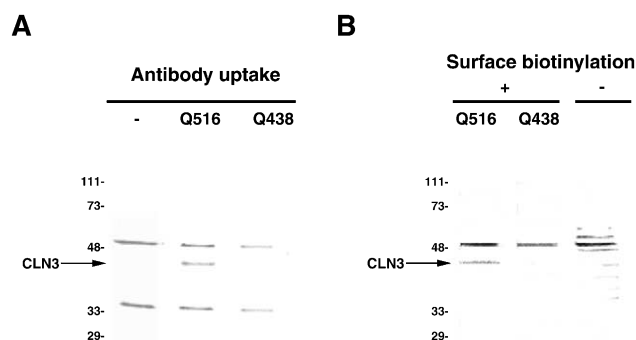 A
B
Antibody uptake
Surface biotinylation
+ -
- Q516 Q438
Q516 Q438
111-
73-
48-
CLN3
33-
29-
111-
73-
48-
CLN3
33-
29-